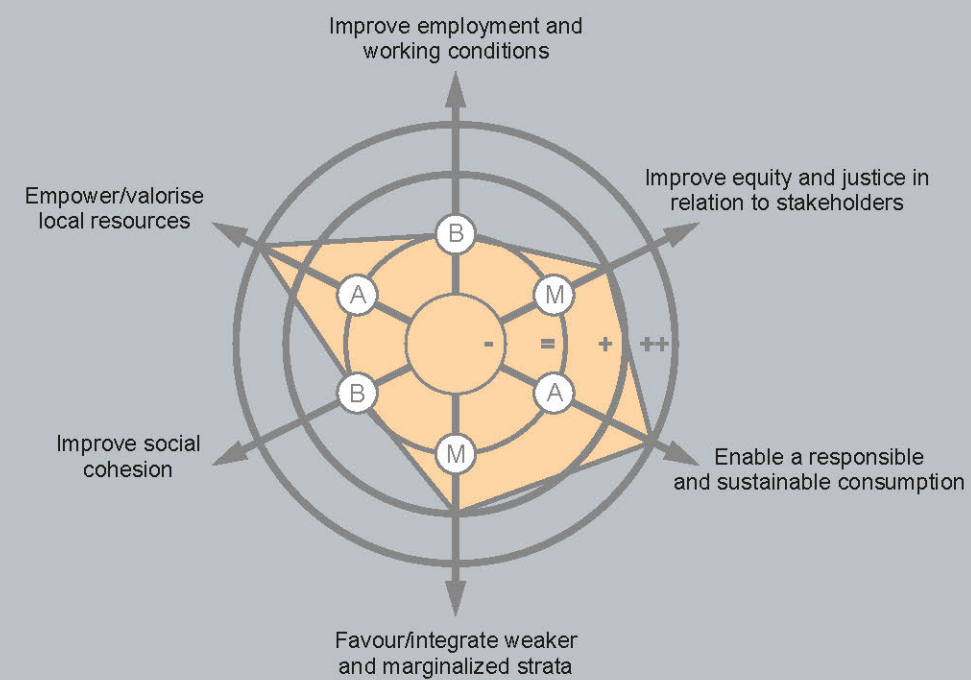 Improve employment and
working conditions
Empower/valorise
local resources
Improve equity and justice in
relation to stakeholders
B
A
M
- = + ++
B
A
M
Improve social
cohesion
Enable a responsible
and sustainable consumption
Favour/integrate weaker
and marginalized strata